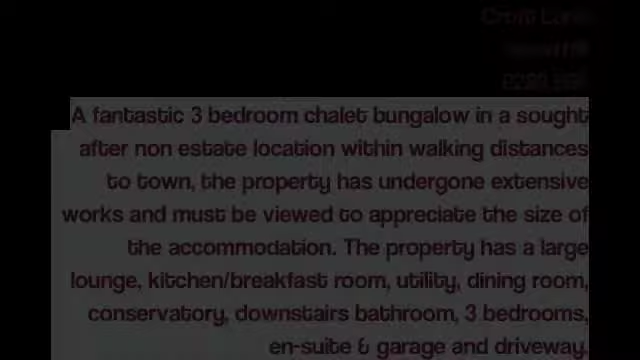 A fantastic 3 bedroom chalet bungalow in a sought
after non estate location within walking distances
to town, the property has undergone extensive
works and must be viewed to appreciate the size of
the accommodation. The property has a large
lounge, kitchen/breakfast room, utility, dining room,
conservatory, downstairs bathroom, 3 bedrooms,
en-suite & garage and driveway.